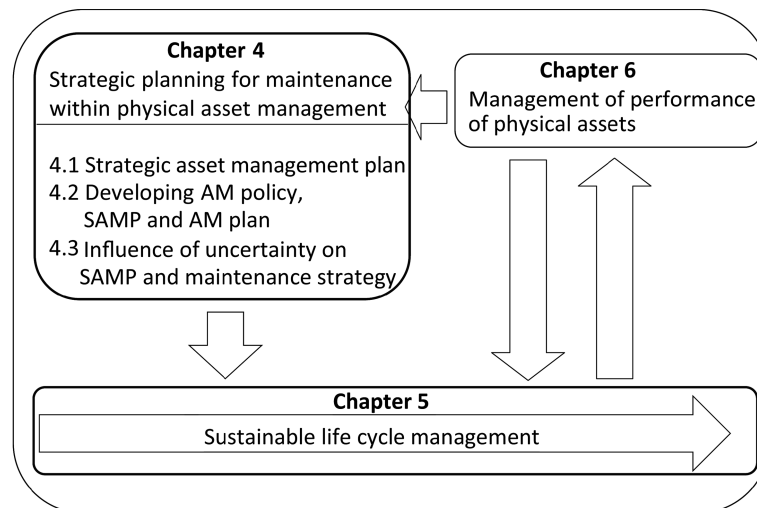 Chapter 4
Strategic planning for maintenance
within physical asset management
4.1 Strategic asset management plan
4.2 Developing AM policy,
SAMP and AM plan
4.3 Influence of uncertainty on
SAMP and maintenance strategy
Chapter 6
Management of performance
of physical assets
Chapter 5
Sustainable life cycle management